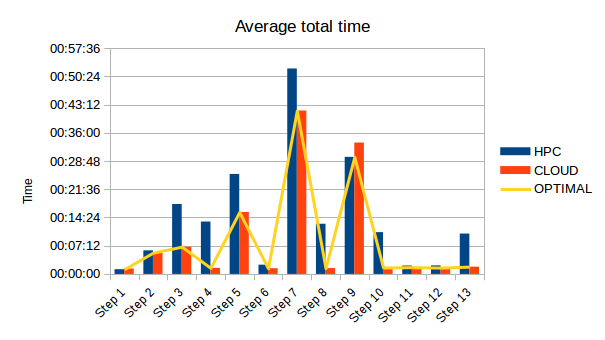 Average total time
00:57:36
00:50:24
00:43:12
00:36:00
00:28:48
00:21:36
00:14:24
00:07:12
00:00:00
Time
HPC
CLOUD
OPTIMAL
Step 1
Step 2
Step 3
Step 4
Step 5
Step 6
Step 7
Step 8
Step 9
Step 10
Step 11
Step 12
Step 13